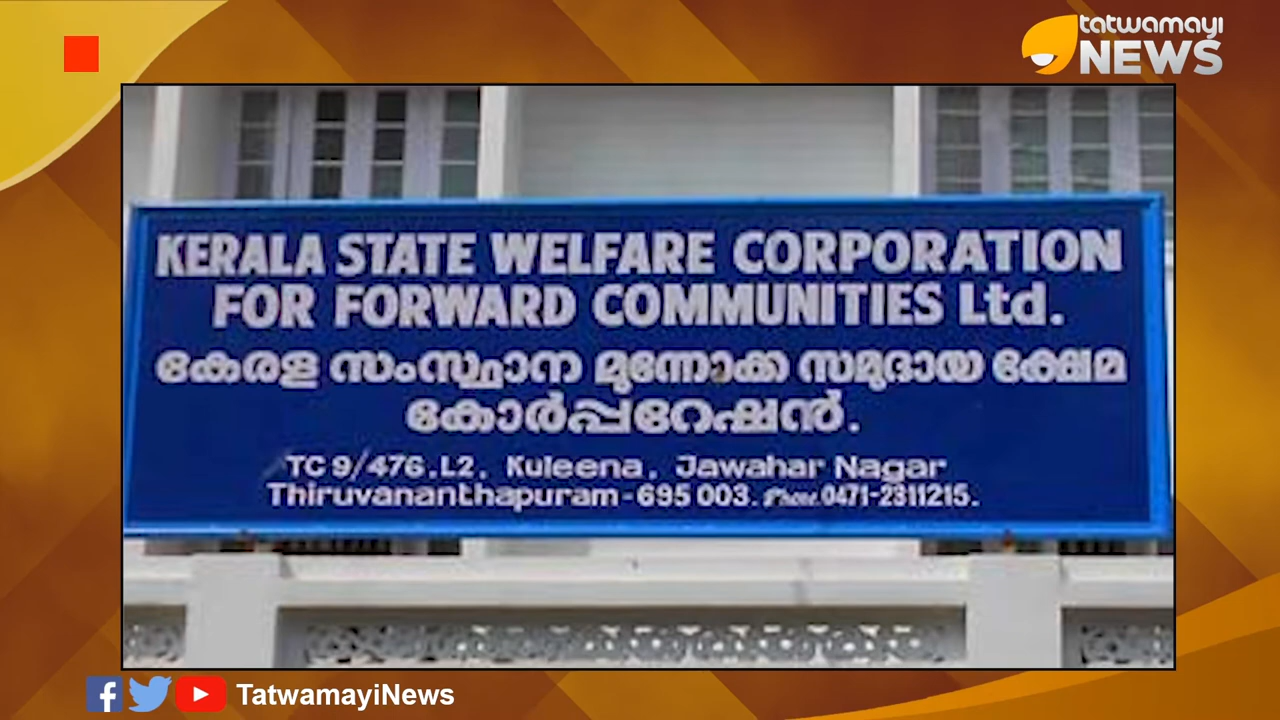 tatwamayi
NEWS
KERALA STATE WELFARE CORPORATION
FOR FORWARD COMMUNITIES Ltd.
കേരള സംസ്ഥാന മുന്നോക്ക സമുദായ ക്ഷേമ
കോർപ്പറേഷൻ.
TC 9/476.L2, Kuleena, Jawahar Nagar
Thiruvananthapuram-695 003. Phone.0471-2311215.
TatwamayiNews